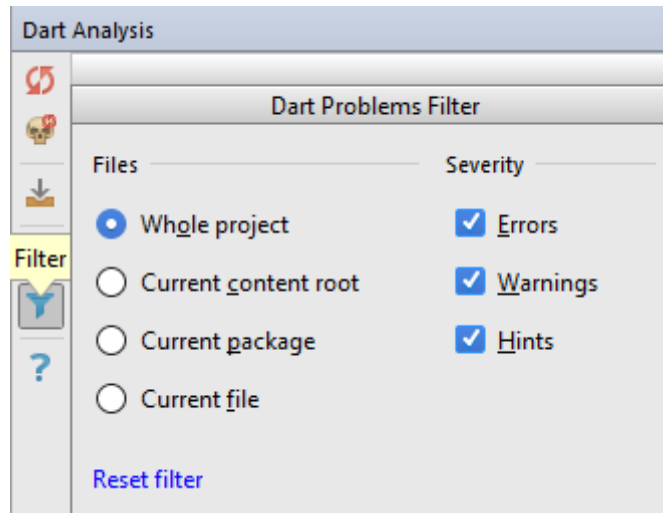 Dart Analysis
Dart Problems Filter
Files
Severity
Whole project
Errors
Filter
Current content root
Warnings
Current package
Hints
?
Current file
Reset filter